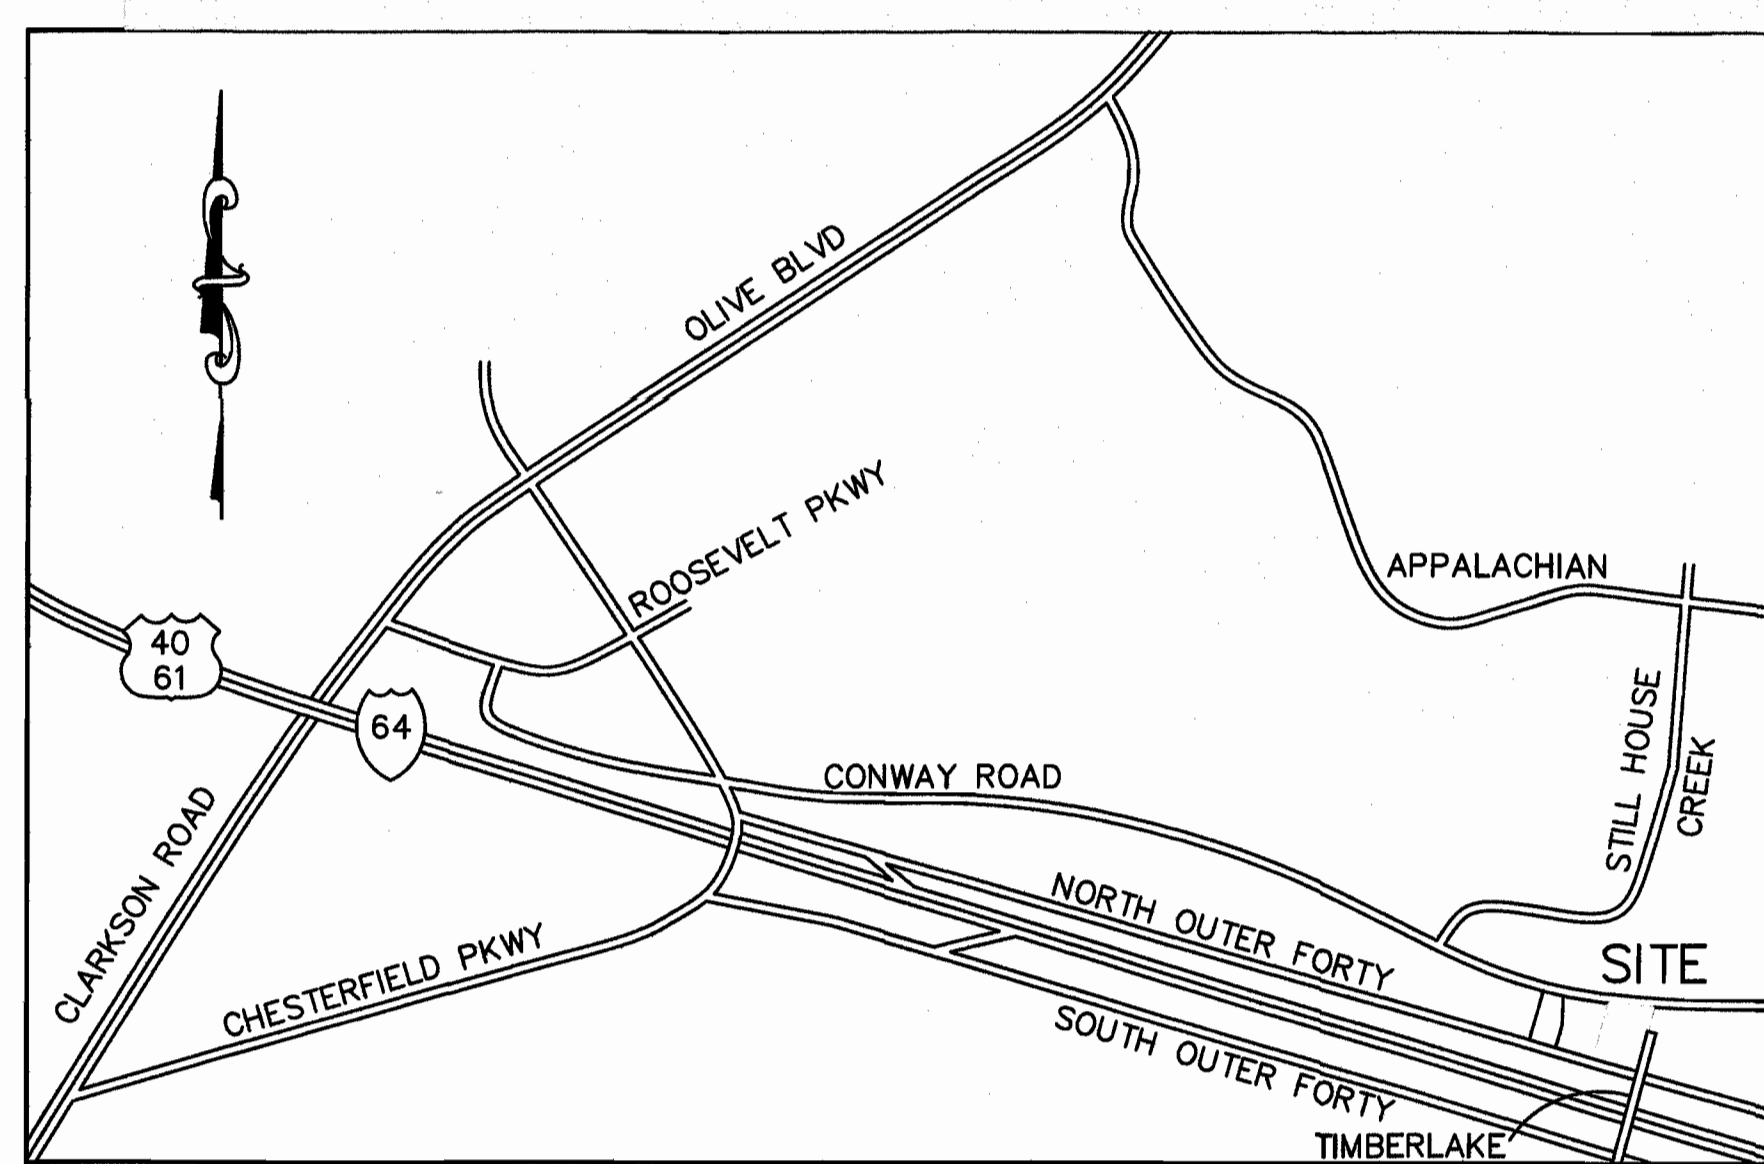 OLIVE BLVD
ROOSEVELT PKWY
APPALACHIAN
40
61
64
STILL HOUSE
CREEK
CONWAY ROAD
CLARKSON ROAD
NORTH OUTER FORTY
CHESTERFIELD PKWY
SITE
SOUTH OUTER FORTY
TIMBERLAKE